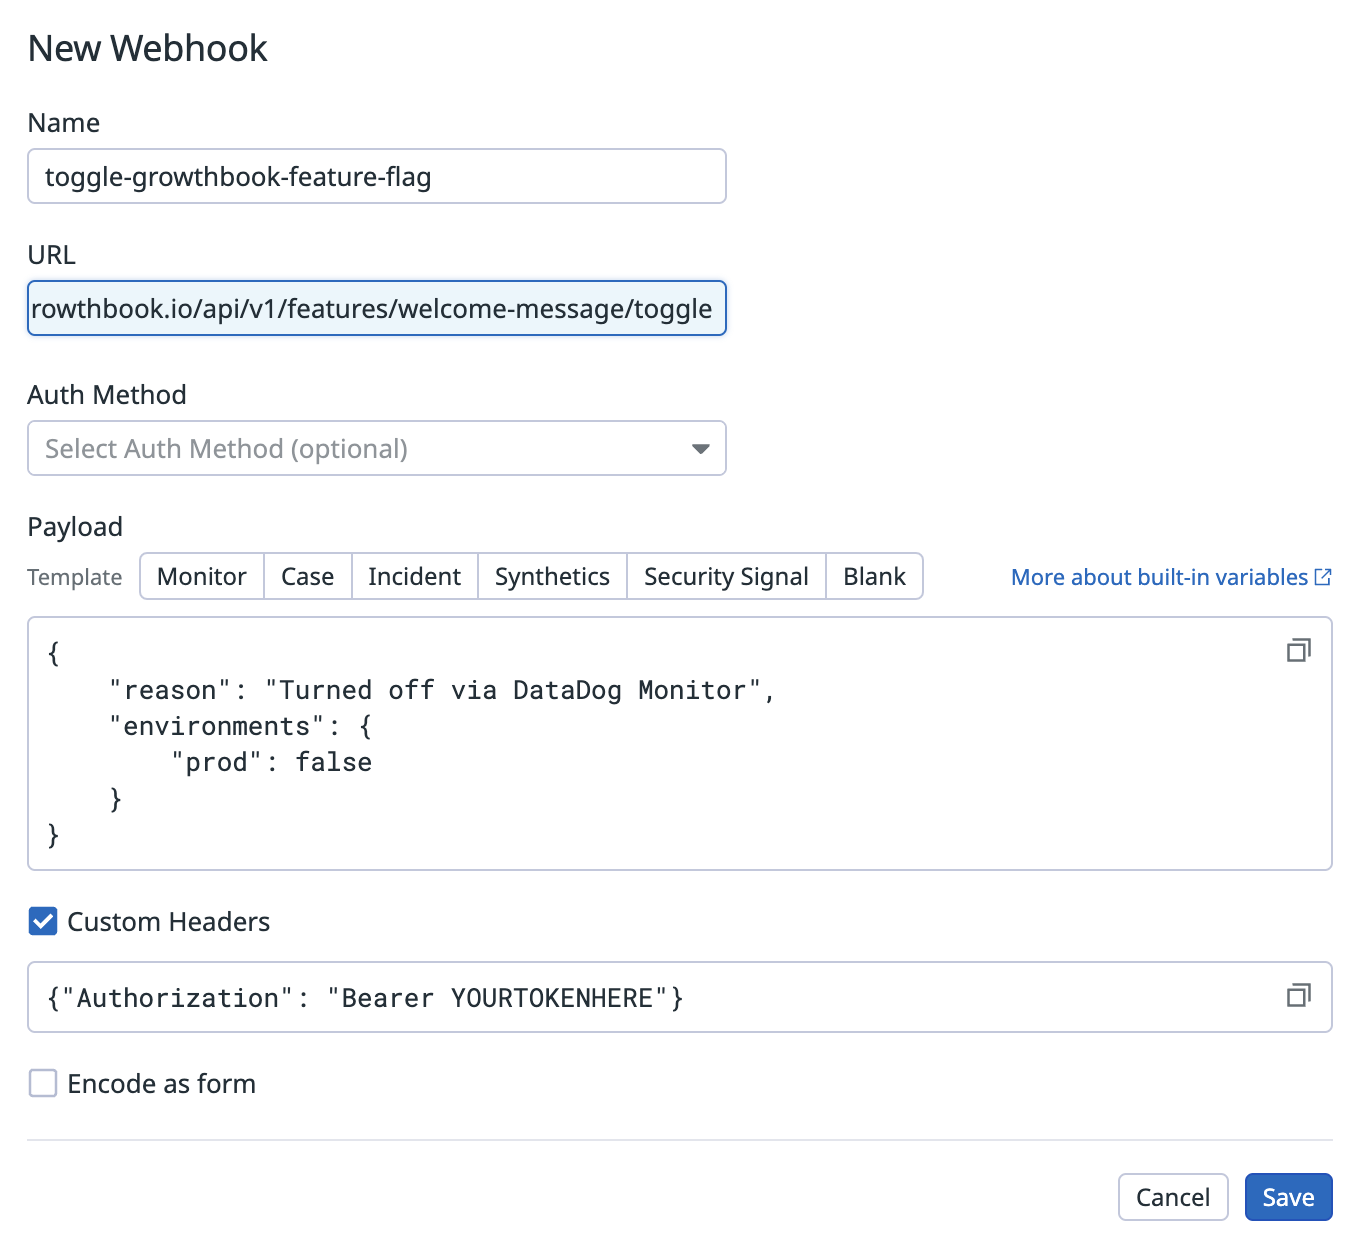 New Webhook
Name
toggle-growthbook-feature-flag
URL
rowthbook.io/api/v1/features/welcome-message/toggle
Auth Method
Select Auth Method (optional)
Payload
Template Monitor Case Incident Synthetics Security Signal Blank More about built-in variables
{
    "reason": "Turned off via DataDog Monitor",
    "environments": {
        "prod": false
    }
}
Custom Headers
{"Authorization": "Bearer YOURTOKENHERE"}
Encode as form
Cancel Save